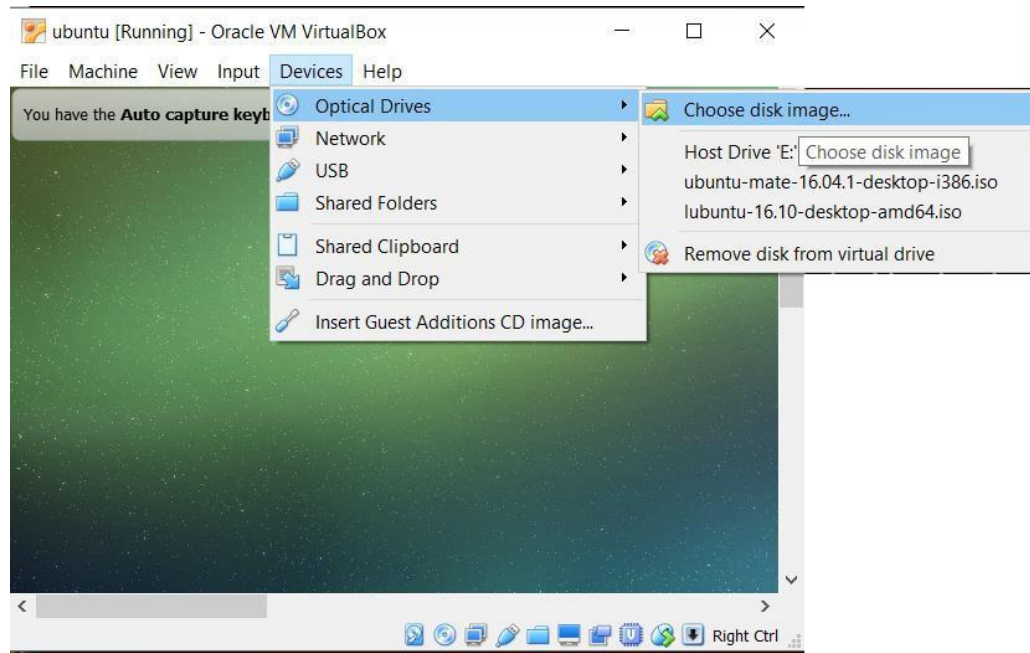 ubuntu [Running] - Oracle VM VirtualBox
File Machine View Input Devices Help
You have the Auto capture keyb
Optical Drives
Network
USB
Shared Folders
Shared Clipboard
Drag and Drop
Insert Guest Additions CD image...
Choose disk image...
Host Drive 'E:'
Choose disk image
ubuntu-mate-16.04.1-desktop-i386.iso
lubuntu-16.10-desktop-amd64.iso
Remove disk from virtual drive
Right Ctrl